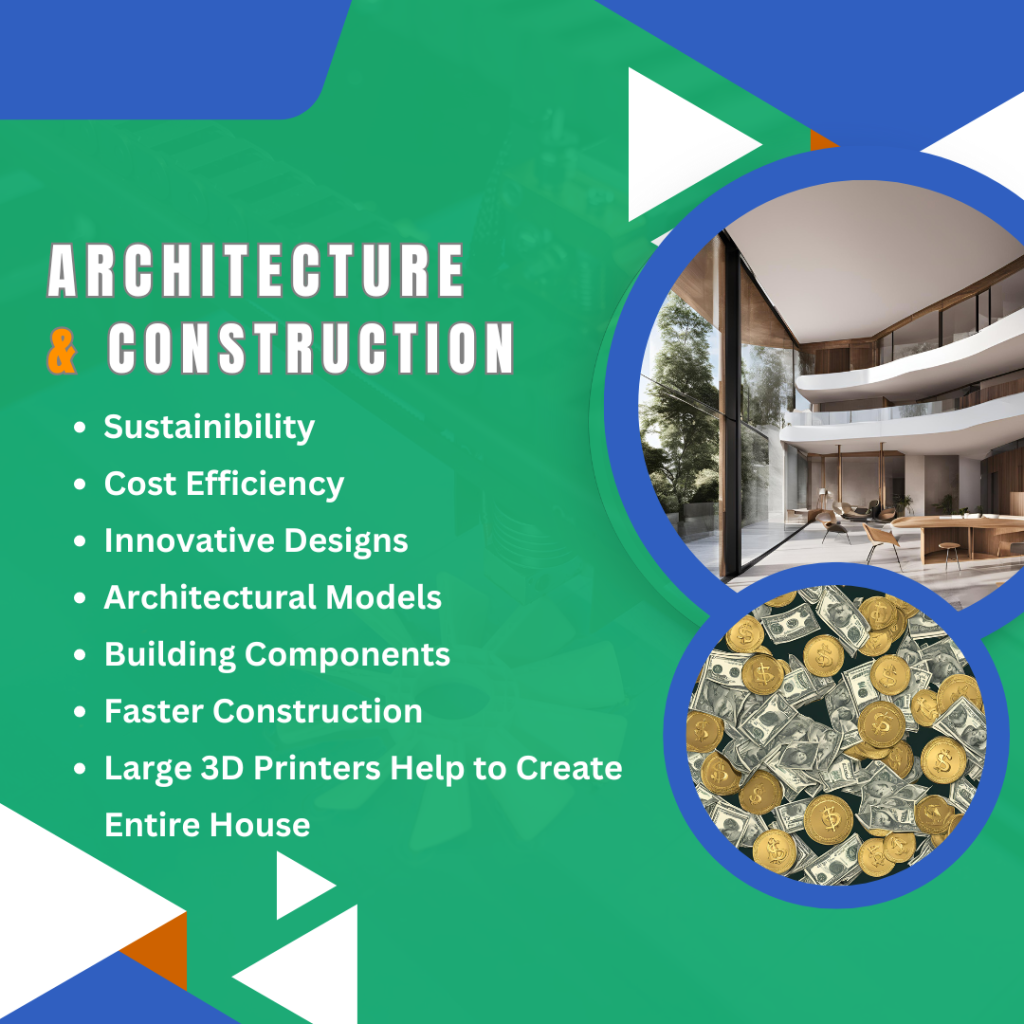 ARCHITECTURE
& CONSTRUCTION
• Sustainibility
• Cost Efficiency
• Innovative Designs
• Architectural Models
• Building Components
• Faster Construction
• Large 3D Printers Help to Create
Entire House